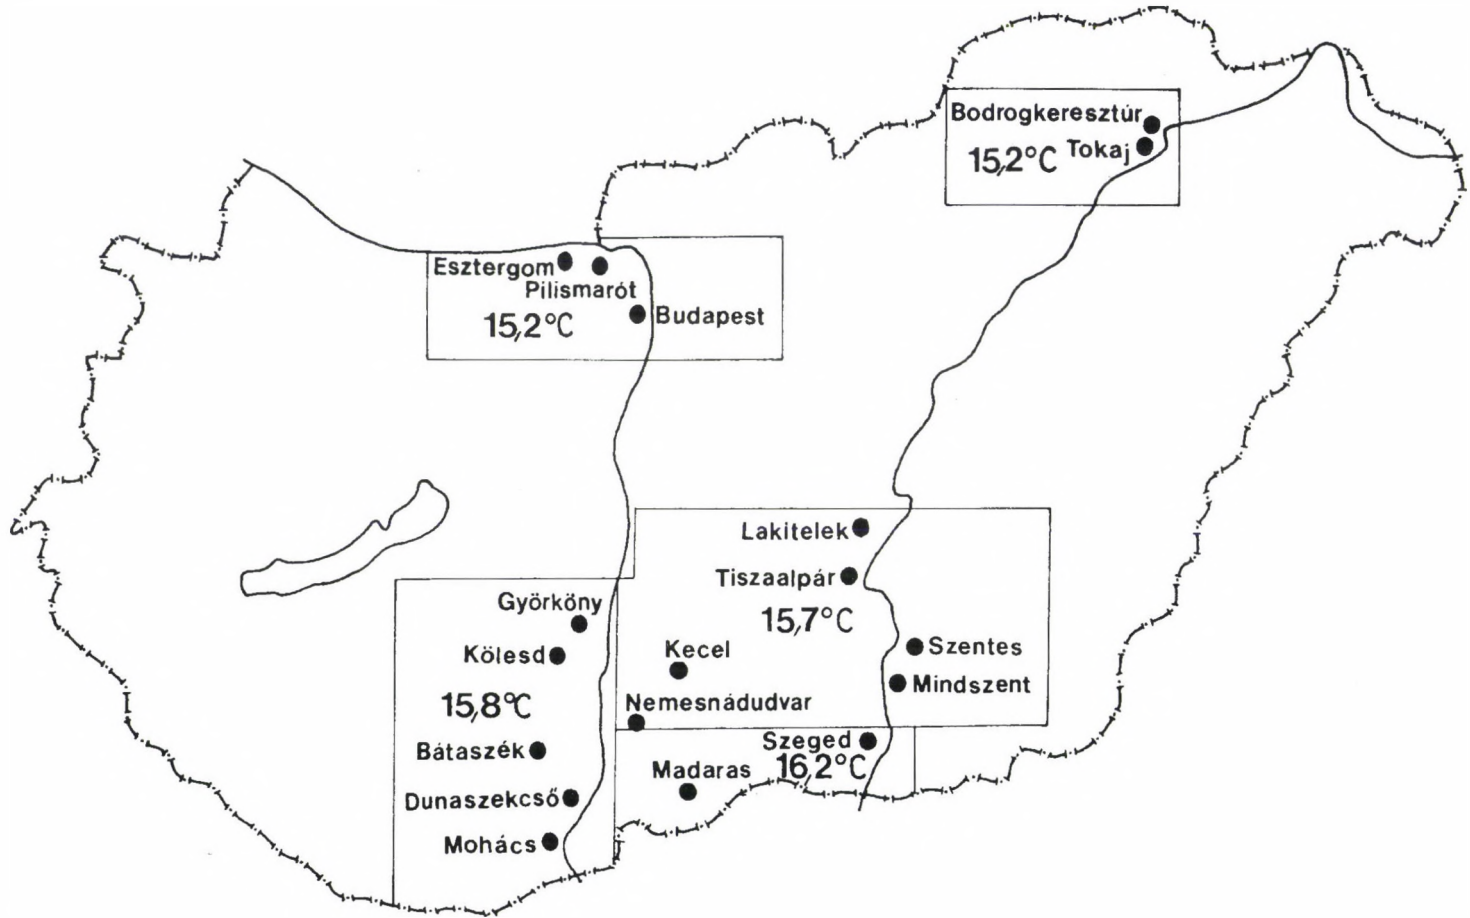 Bodrogkeresztúr
15,2°C Tokaj
Esztergom
Pilismarót
15,2°C Budapest
Lakitelek
Tiszaalpár
15,7°C
Györköny
Kölesd
Kecel
Szentes
Mindszent
15,8°C
Nemesnádudvar
Szeged
Bátaszék
16,2°C
Madaras
Dunaszekcső
Mohács